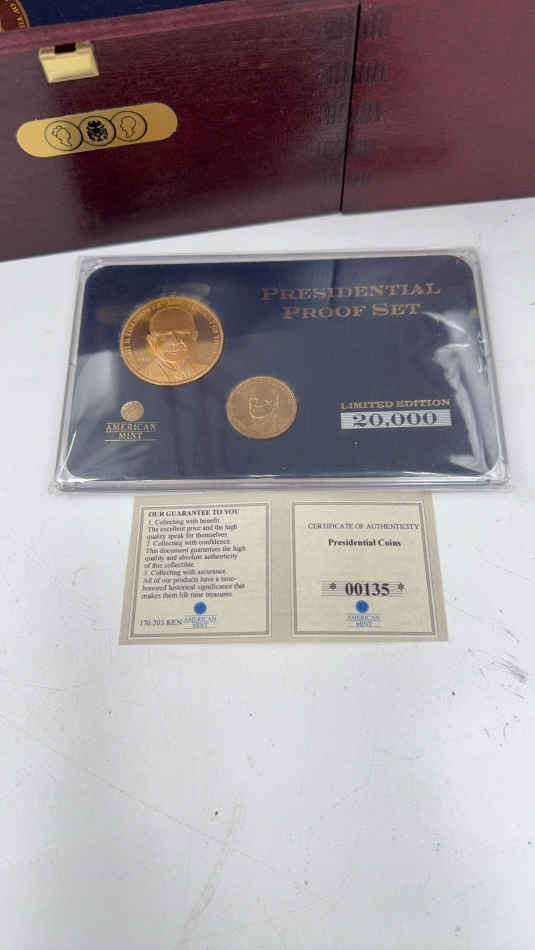 PRESIDENTIAL
PROOF SET
AMERICAN
MINT
LIMITED EDITION
20,000
OUR GUARANTEE TO YOU
1. Collecting with benefit.
The excellent price and the high
quality speak for themselves.
2. Collecting with confidence.
This document guarantees the high
quality and absolute authenticity
of this collectible.
3. Collecting with assurance.
All of our products have a time-
honored historical significance that
makes them life time treasures.
170.203 KEN AMERICAN
MINT
CERTIFICATE OF AUTHENTICITY
Presidential Coins
* 00135 *
AMERICAN
MINT